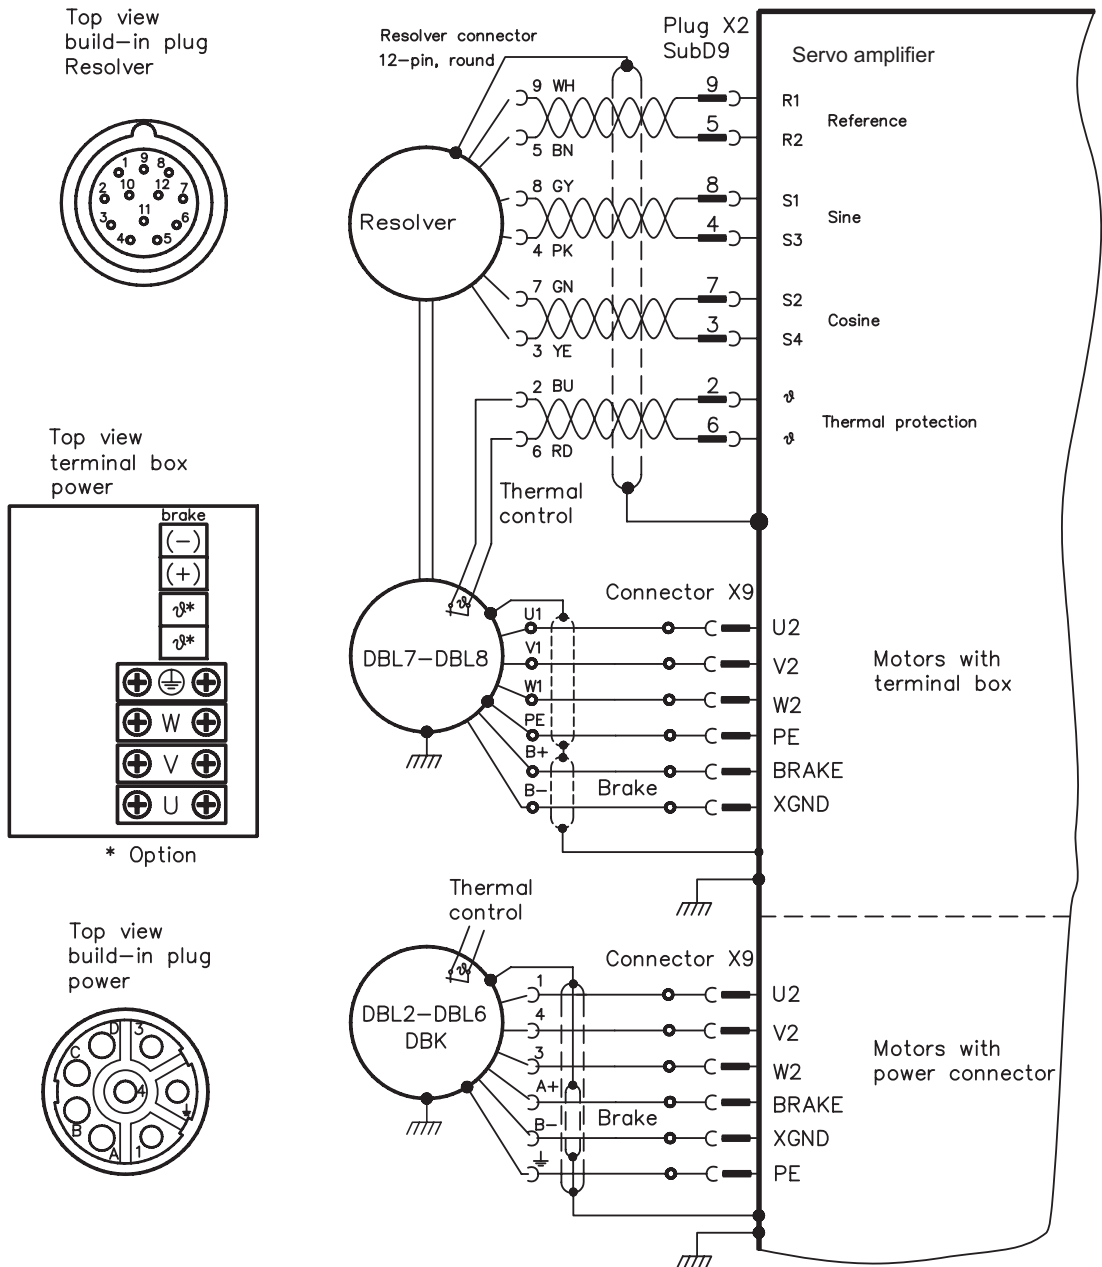 Top view
build-in plug
Resolver
1 9 8
2 10 12 7
3 11 6
4 5
Top view
terminal box
power
brake
(-)
(+)
ϑ*
ϑ*
W
V
U
* Option
Top view
build-in plug
power
D 3
C
4
B
A 1
Resolver connector
12-pin, round
Plug X2
SubD9
Servo amplifier
Resolver
9 WH 9 R1
Reference
5 BN 5 R2
8 GY 8 S1
Sine
4 PK 4 S3
7 GN 7 S2
Cosine
3 YE 3 S4
2 BU 2 ϑ
Thermal protection
6 RD 6 ϑ
Thermal
control
Connector X9
ϑ
DBL7-DBL8
U1 U2
V1 V2
W1 W2
PE PE
B+ BRAKE
B- Brake XGND
Motors with
terminal box
Thermal
control
Connector X9
ϑ
DBL2-DBL6
DBK
1 U2
4 V2
3 W2
A+ BRAKE
B- Brake XGND
PE
Motors with
power connector